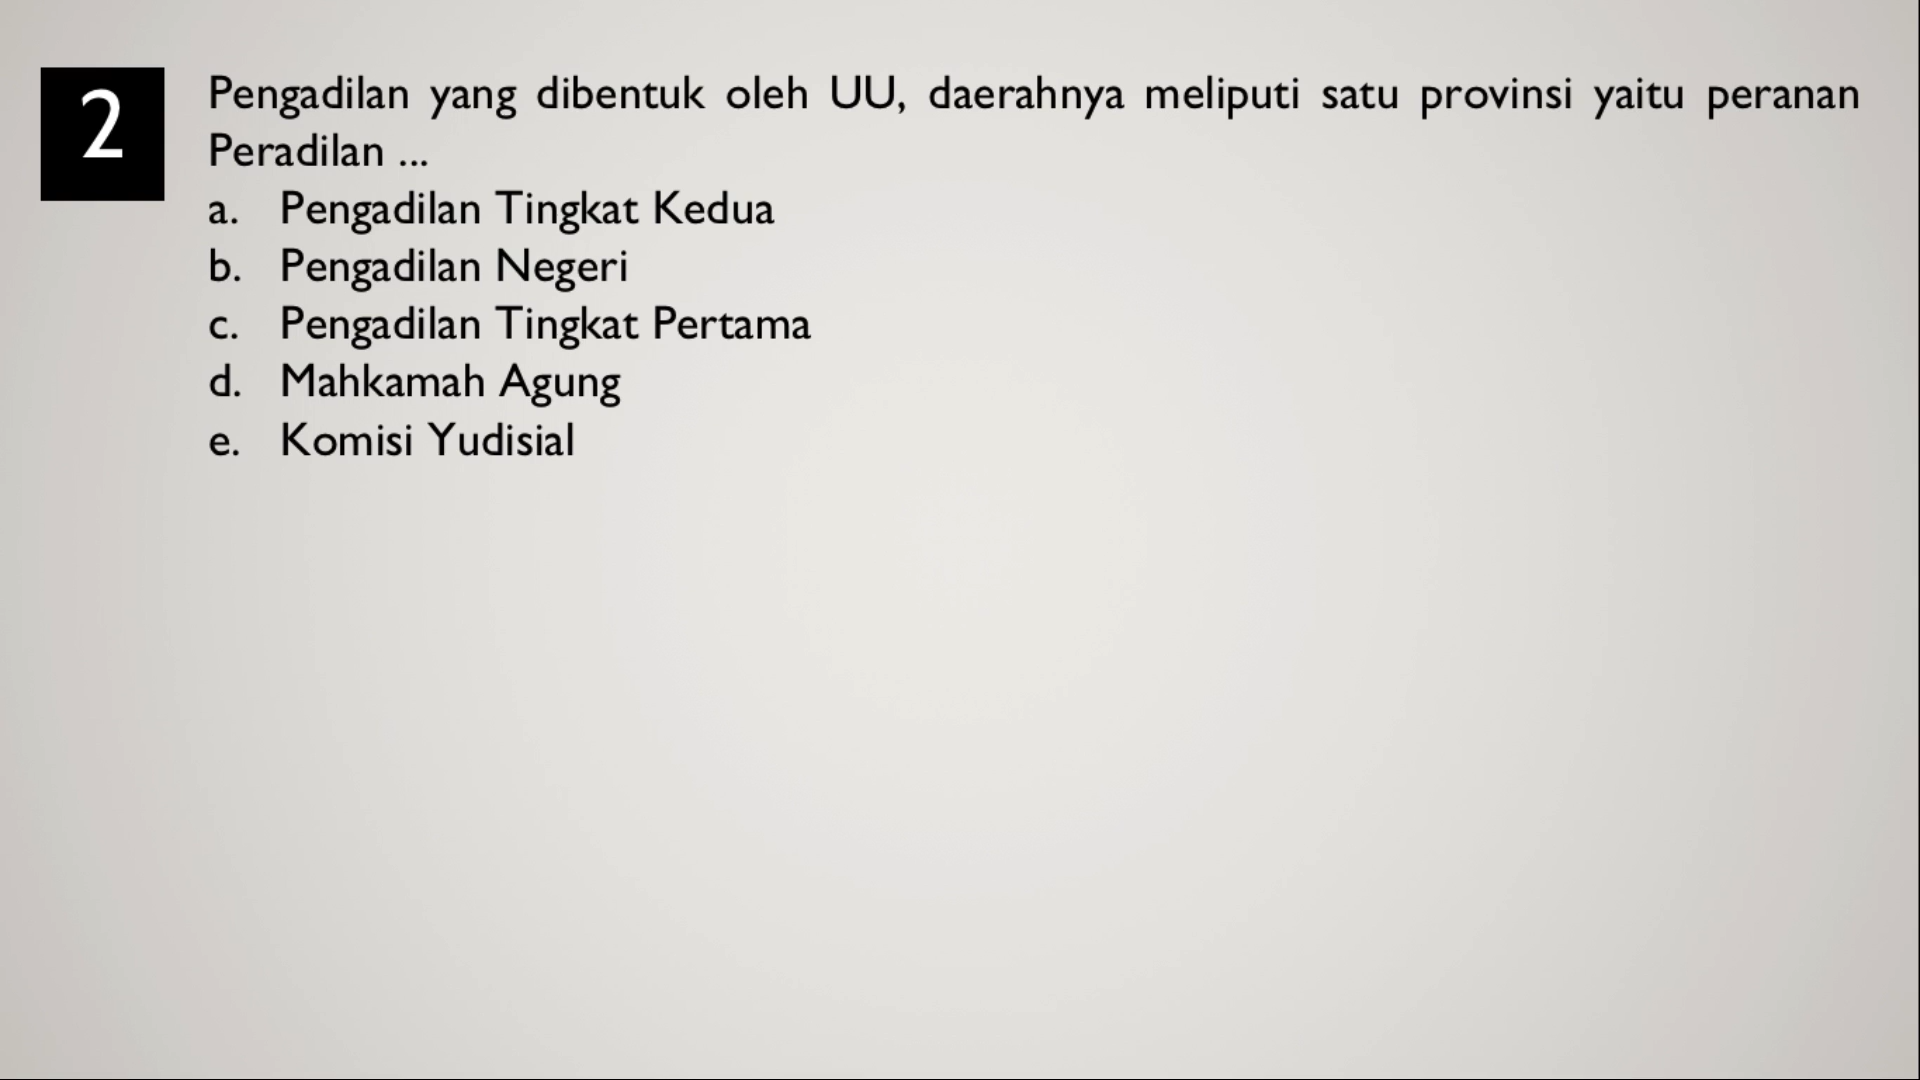 2
Pengadilan yang dibentuk oleh UU, daerahnya meliputi satu provinsi yaitu peranan
Peradilan ...
a. Pengadilan Tingkat Kedua
b. Pengadilan Negeri
c. Pengadilan Tingkat Pertama
d. Mahkamah Agung
e. Komisi Yudisial